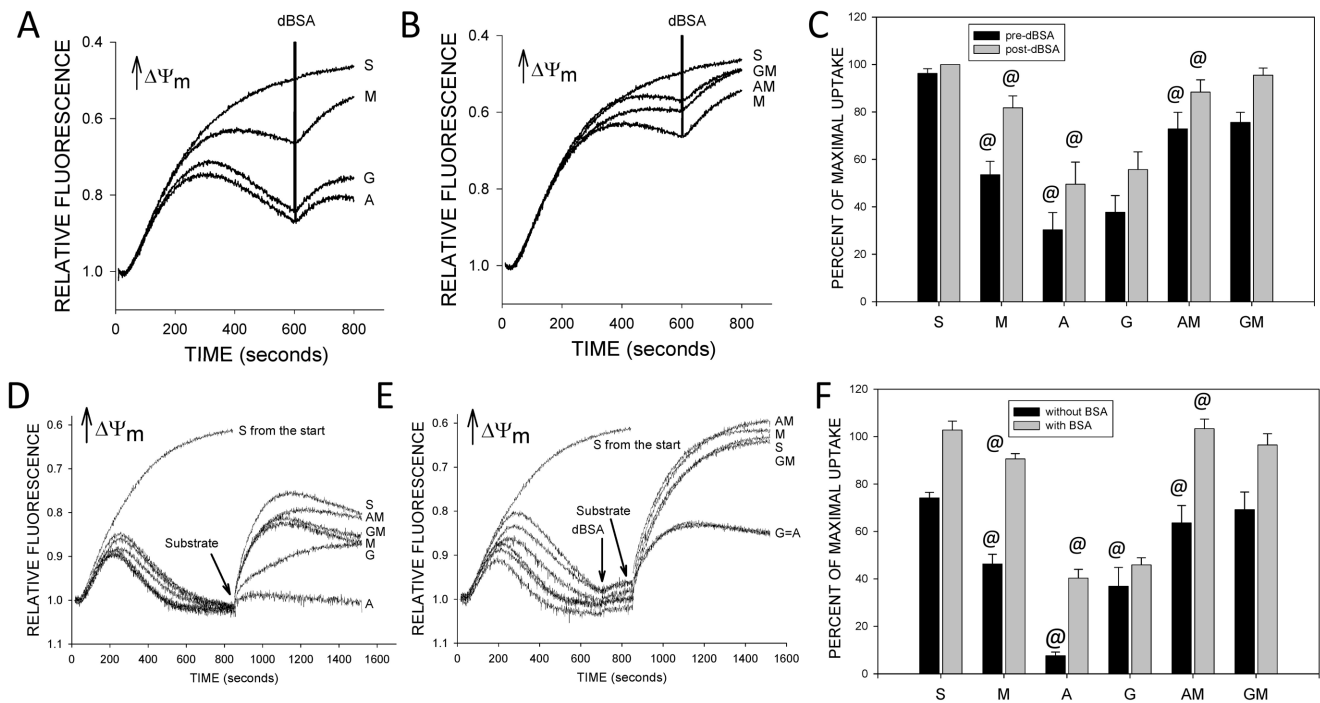 A
dBSA
0.4
0.6
0.8
1.0
RELATIVE FLUORESCENCE
ΔΨm
S
M
G
A
0 200 400 600 800
TIME (seconds)
B
dBSA
0.4
0.6
0.8
1.0
RELATIVE FLUORESCENCE
ΔΨm
S
GM
AM
M
0 200 400 600 800
TIME (seconds)
C
120
100
80
60
40
20
0
PERCENT OF MAXIMAL UPTAKE
pre-dBSA
post-dBSA
@ @ @ @ @ @
S M A G AM GM
D
0.6
0.7
0.8
0.9
1.0
1.1
RELATIVE FLUORESCENCE
ΔΨm
S from the start
Substrate
S
AM
GM
M
G
A
0 200 400 600 800 1000 1200 1400 1600
TIME (seconds)
E
0.6
0.7
0.8
0.9
1.0
1.1
RELATIVE FLUORESCENCE
ΔΨm
S from the start
Substrate
dBSA
AM
M
S
GM
G=A
0 200 400 600 800 1000 1200 1400 1600
TIME (seconds)
F
120
100
80
60
40
20
0
PERCENT OF MAXIMAL UPTAKE
without BSA
with BSA
@ @ @ @ @ @ @
S M A G AM GM